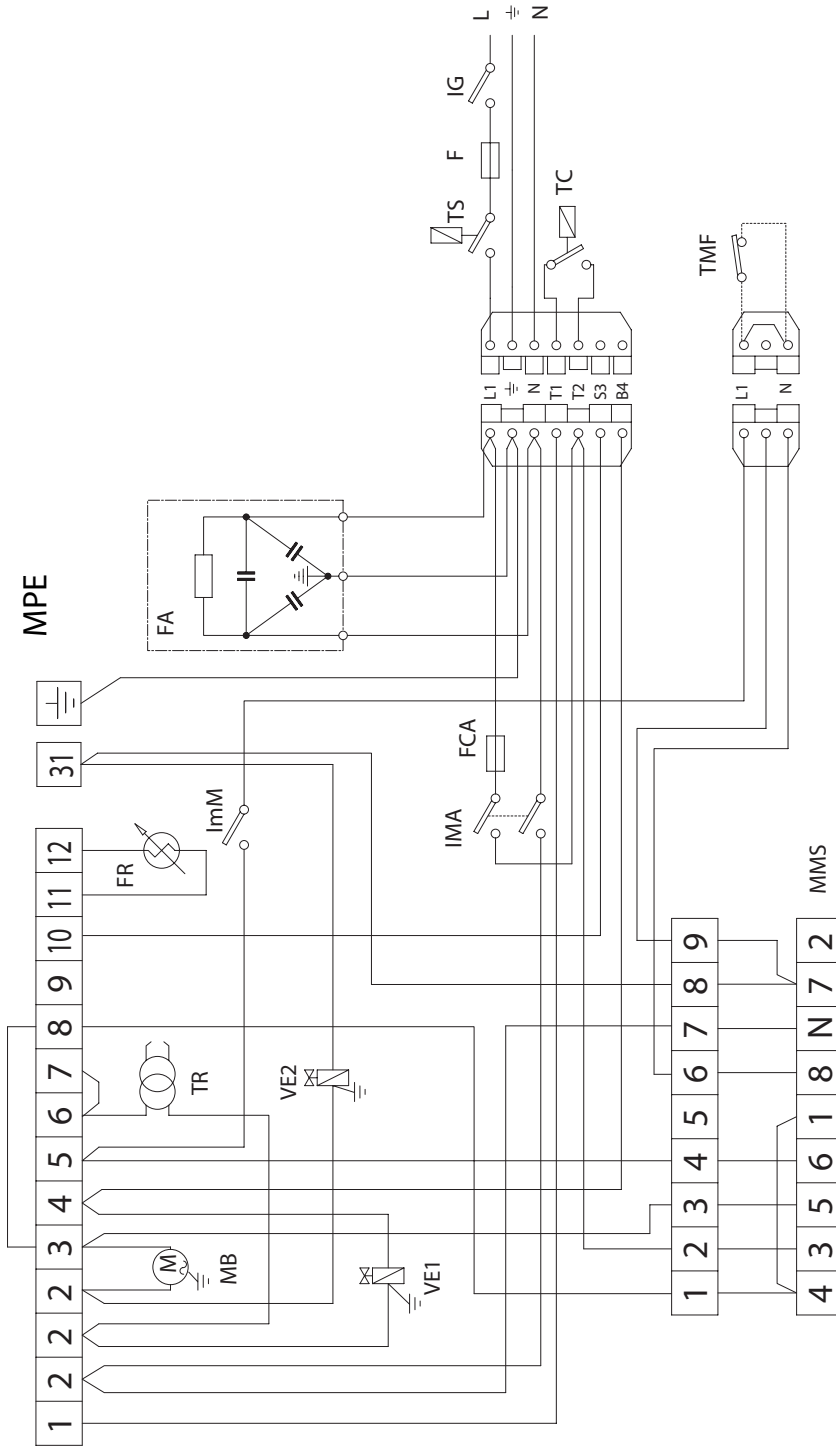 MPE
1 2 2 2 3 4 5 6 7 8 9 10 11 12 31
FR
ImM
TR
MB
M
VE2
VE1
FA
FCA
IMA
L
N
IG
F
TS
TC
L1
N
T1
T2
S3
B4
TMF
L1
N
1 2 3 4 5 6 7 8 9
4 3 5 6 1 8 N 7 2
MMS